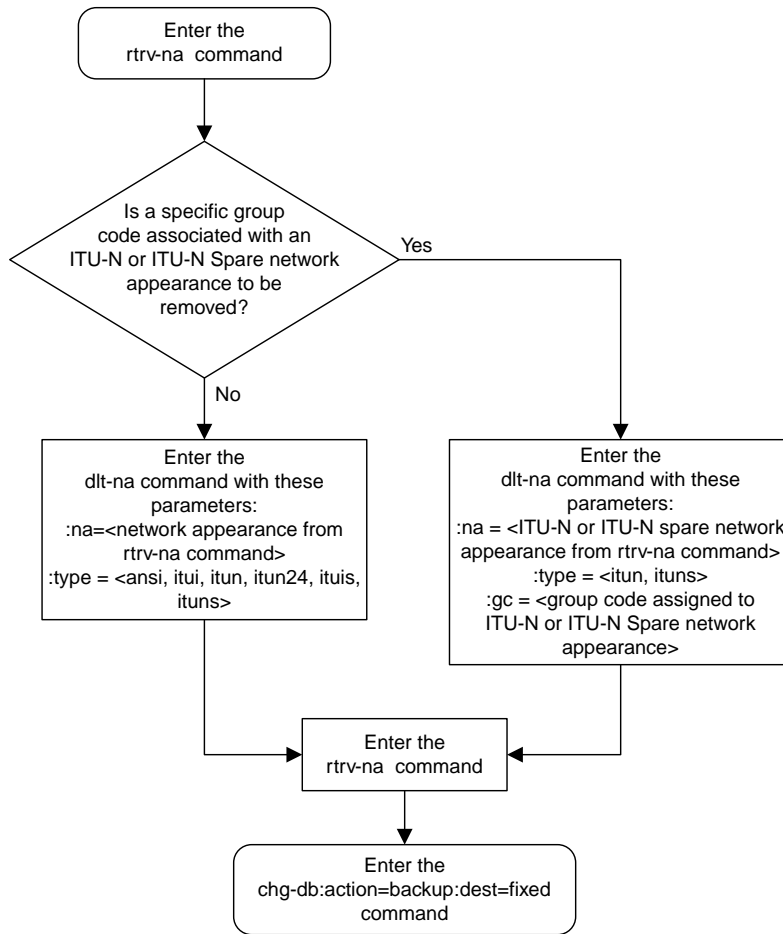 Enter the
rtrv-na command
Is a specific group
code associated with an
ITU-N or ITU-N Spare network
appearance to be
removed?
Yes
No
Enter the
dlt-na command with these
parameters:
:na=<network appearance from
rtrv-na command>
:type = <ansi, itui, itun, itun24, ituis,
ituns>
Enter the
dlt-na command with these
parameters:
:na = <ITU-N or ITU-N spare network
appearance from rtrv-na command>
:type = <itun, ituns>
:gc = <group code assigned to
ITU-N or ITU-N Spare network
appearance>
Enter the
rtrv-na command
Enter the
chg-db:action=backup:dest=fixed
command